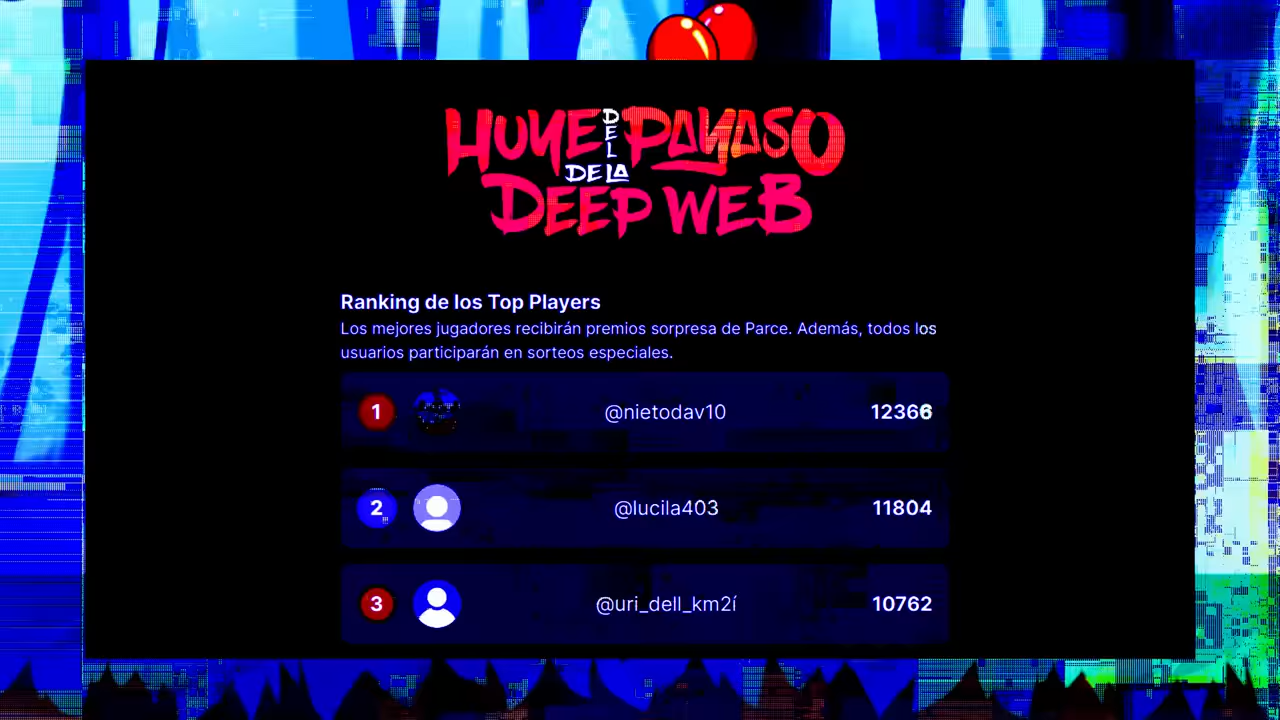 HUYE DEL PAYASO
DE LA
DEEP WEB
Ranking de los Top Players
Los mejores jugadores recibirán premios sorpresa de Parce. Además, todos los
usuarios participarán en sorteos especiales.
1 @nietodav10 12366
2 @lucila403 11804
3 @uri_dell_km2í 10762